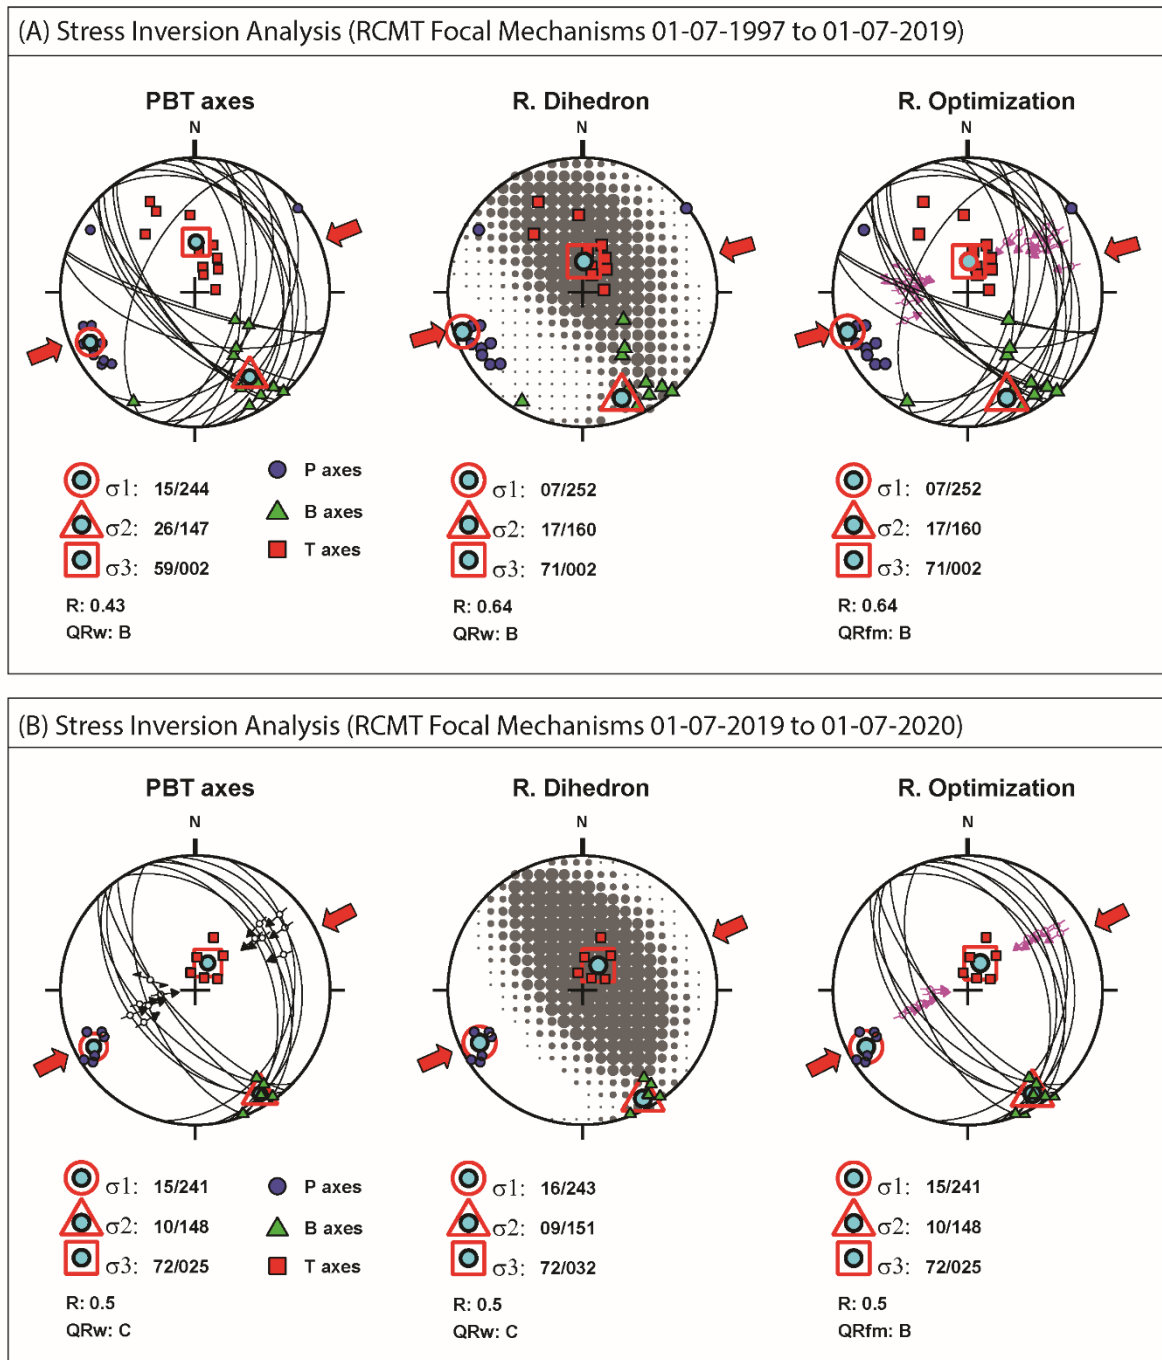 (A) Stress Inversion Analysis (RCMT Focal Mechanisms 01-07-1997 to 01-07-2019)
PBT axes
R. Dihedron
R. Optimization
N
N
N
σ1: 15/244
σ2: 26/147
σ3: 59/002
R: 0.43
QRw: B
P axes
B axes
T axes
σ1: 07/252
σ2: 17/160
σ3: 71/002
R: 0.64
QRw: B
σ1: 07/252
σ2: 17/160
σ3: 71/002
R: 0.64
QRfm: B
(B) Stress Inversion Analysis (RCMT Focal Mechanisms 01-07-2019 to 01-07-2020)
PBT axes
R. Dihedron
R. Optimization
N
N
N
σ1: 15/241
σ2: 10/148
σ3: 72/025
R: 0.5
QRw: C
P axes
B axes
T axes
σ1: 16/243
σ2: 09/151
σ3: 72/032
R: 0.5
QRw: C
σ1: 15/241
σ2: 10/148
σ3: 72/025
R: 0.5
QRfm: B